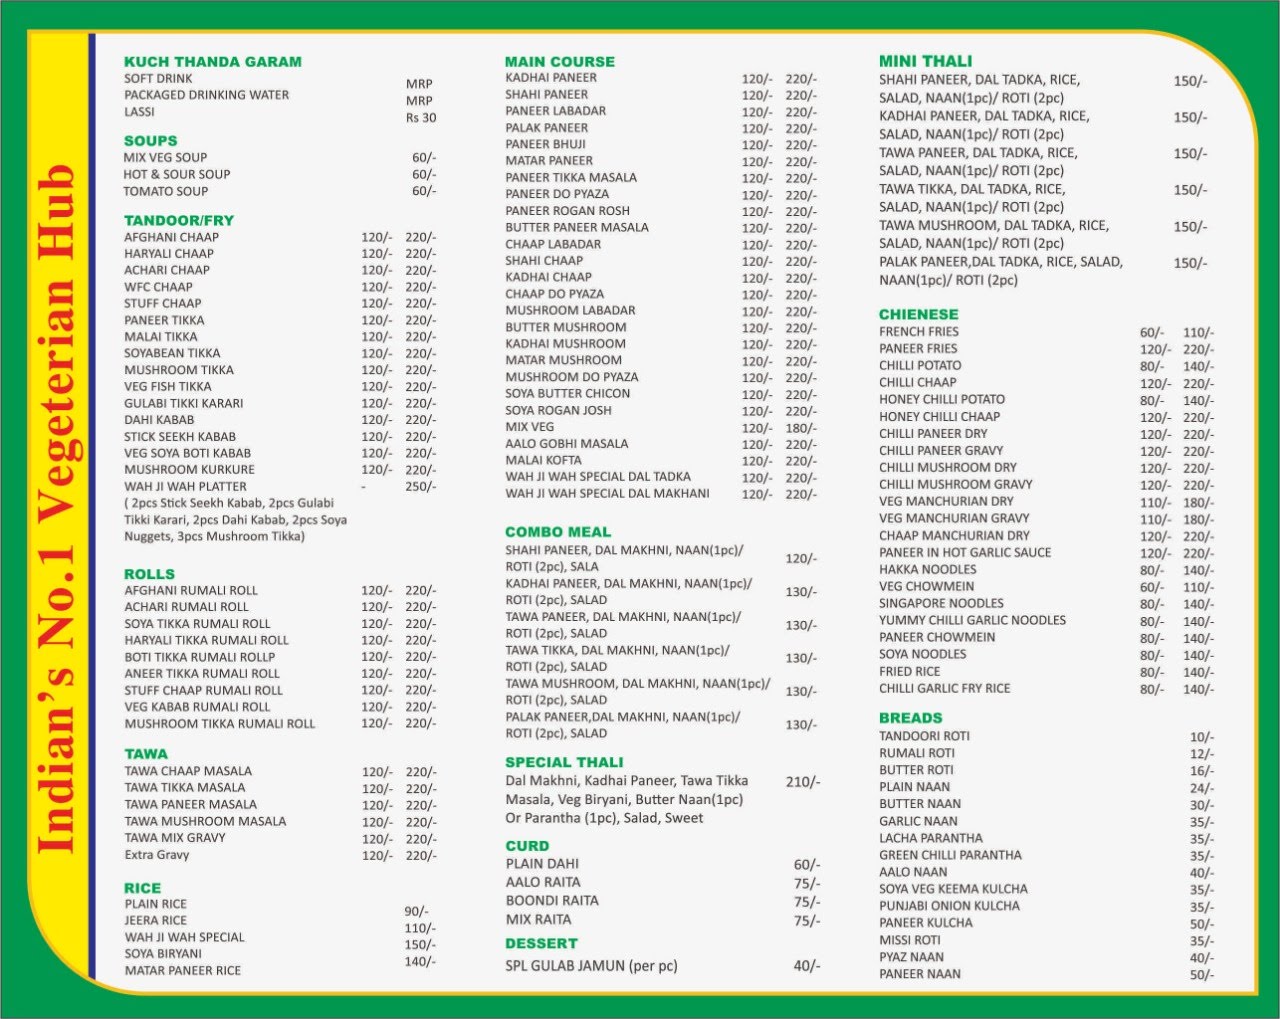 Indian's No.1 Vegeterian Hub
KUCH THANDA GARAM
SOFT DRINK MRP
PACKAGED DRINKING WATER MRP
LASSI Rs 30
SOUPS
MIX VEG SOUP 60/-
HOT & SOUR SOUP 60/-
TOMATO SOUP 60/-
TANDOOR/FRY
AFGHANI CHAAP 120/- 220/-
HARYALI CHAAP 120/- 220/-
ACHARI CHAAP 120/- 220/-
WFC CHAAP 120/- 220/-
STUFF CHAAP 120/- 220/-
PANEER TIKKA 120/- 220/-
MALAI TIKKA 120/- 220/-
SOYABEAN TIKKA 120/- 220/-
MUSHROOM TIKKA 120/- 220/-
VEG FISH TIKKA 120/- 220/-
GULABI TIKKI KARARI 120/- 220/-
DAHI KABAB 120/- 220/-
STICK SEEKH KABAB 120/- 220/-
VEG SOYA BOTI KABAB 120/- 220/-
MUSHROOM KURKURE 120/- 220/-
WAH JI WAH PLATTER - 250/-
( 2pcs Stick Seekh Kabab, 2pcs Gulabi
Tikki Karari, 2pcs Dahi Kabab, 2pcs Soya
Nuggets, 3pcs Mushroom Tikka)
ROLLS
AFGHANI RUMALI ROLL 120/- 220/-
ACHARI RUMALI ROLL 120/- 220/-
SOYA TIKKA RUMALI ROLL 120/- 220/-
HARYALI TIKKA RUMALI ROLL 120/- 220/-
BOTI TIKKA RUMALI ROLLP 120/- 220/-
ANEER TIKKA RUMALI ROLL 120/- 220/-
STUFF CHAAP RUMALI ROLL 120/- 220/-
VEG KABAB RUMALI ROLL 120/- 220/-
MUSHROOM TIKKA RUMALI ROLL 120/- 220/-
TAWA
TAWA CHAAP MASALA 120/- 220/-
TAWA TIKKA MASALA 120/- 220/-
TAWA PANEER MASALA 120/- 220/-
TAWA MUSHROOM MASALA 120/- 220/-
TAWA MIX GRAVY 120/- 220/-
Extra Gravy 120/- 220/-
RICE
PLAIN RICE 90/-
JEERA RICE 110/-
WAH JI WAH SPECIAL 150/-
SOYA BIRYANI 140/-
MATAR PANEER RICE
MAIN COURSE
KADHAI PANEER 120/- 220/-
SHAHI PANEER 120/- 220/-
PANEER LABADAR 120/- 220/-
PALAK PANEER 120/- 220/-
PANEER BHUJI 120/- 220/-
MATAR PANEER 120/- 220/-
PANEER TIKKA MASALA 120/- 220/-
PANEER DO PYAZA 120/- 220/-
PANEER ROGAN ROSH 120/- 220/-
BUTTER PANEER MASALA 120/- 220/-
CHAAP LABADAR 120/- 220/-
SHAHI CHAAP 120/- 220/-
KADHAI CHAAP 120/- 220/-
CHAAP DO PYAZA 120/- 220/-
MUSHROOM LABADAR 120/- 220/-
BUTTER MUSHROOM 120/- 220/-
KADHAI MUSHROOM 120/- 220/-
MATAR MUSHROOM 120/- 220/-
MUSHROOM DO PYAZA 120/- 220/-
SOYA BUTTER CHICON 120/- 220/-
SOYA ROGAN JOSH 120/- 220/-
MIX VEG 120/- 180/-
AALO GOBHI MASALA 120/- 220/-
MALAI KOFTA 120/- 220/-
WAH JI WAH SPECIAL DAL TADKA 120/- 220/-
WAH JI WAH SPECIAL DAL MAKHANI 120/- 220/-
COMBO MEAL
SHAHI PANEER, DAL MAKHNI, NAAN(1pc)/
ROTI (2pc), SALA 120/-
KADHAI PANEER, DAL MAKHNI, NAAN(1pc)/
ROTI (2pc), SALAD 130/-
TAWA PANEER, DAL MAKHNI, NAAN(1pc)/
ROTI (2pc), SALAD 130/-
TAWA TIKKA, DAL MAKHNI, NAAN(1pc)/
ROTI (2pc), SALAD 130/-
TAWA MUSHROOM, DAL MAKHNI, NAAN(1pc)/
ROTI (2pc), SALAD 130/-
PALAK PANEER,DAL MAKHNI, NAAN(1pc)/
ROTI (2pc), SALAD 130/-
SPECIAL THALI
Dal Makhni, Kadhai Paneer, Tawa Tikka 210/-
Masala, Veg Biryani, Butter Naan(1pc)
Or Parantha (1pc), Salad, Sweet
CURD
PLAIN DAHI 60/-
AALO RAITA 75/-
BOONDI RAITA 75/-
MIX RAITA 75/-
DESSERT
SPL GULAB JAMUN (per pc) 40/-
MINI THALI
SHAHI PANEER, DAL TADKA, RICE, 150/-
SALAD, NAAN(1pc)/ ROTI (2pc)
KADHAI PANEER, DAL TADKA, RICE, 150/-
SALAD, NAAN(1pc)/ ROTI (2pc)
TAWA PANEER, DAL TADKA, RICE, 150/-
SALAD, NAAN(1pc)/ ROTI (2pc)
TAWA TIKKA, DAL TADKA, RICE, 150/-
SALAD, NAAN(1pc)/ ROTI (2pc)
TAWA MUSHROOM, DAL TADKA, RICE, 150/-
SALAD, NAAN(1pc)/ ROTI (2pc)
PALAK PANEER,DAL TADKA, RICE, SALAD, 150/-
NAAN(1pc)/ ROTI (2pc)
CHIENESE
FRENCH FRIES 60/- 110/-
PANEER FRIES 120/- 220/-
CHILLI POTATO 80/- 140/-
CHILLI CHAAP 120/- 220/-
HONEY CHILLI POTATO 80/- 140/-
HONEY CHILLI CHAAP 120/- 220/-
CHILLI PANEER DRY 120/- 220/-
CHILLI PANEER GRAVY 120/- 220/-
CHILLI MUSHROOM DRY 120/- 220/-
CHILLI MUSHROOM GRAVY 120/- 220/-
VEG MANCHURIAN DRY 110/- 180/-
VEG MANCHURIAN GRAVY 110/- 180/-
CHAAP MANCHURIAN DRY 120/- 220/-
PANEER IN HOT GARLIC SAUCE 120/- 220/-
HAKKA NOODLES 80/- 140/-
VEG CHOWMEIN 60/- 110/-
SINGAPORE NOODLES 80/- 140/-
YUMMY CHILLI GARLIC NOODLES 80/- 140/-
PANEER CHOWMEIN 80/- 140/-
SOYA NOODLES 80/- 140/-
FRIED RICE 80/- 140/-
CHILLI GARLIC FRY RICE 80/- 140/-
BREADS
TANDOORI ROTI 10/-
RUMALI ROTI 12/-
BUTTER ROTI 16/-
PLAIN NAAN 24/-
BUTTER NAAN 30/-
GARLIC NAAN 35/-
LACHA PARANTHA 35/-
GREEN CHILLI PARANTHA 35/-
AALO NAAN 40/-
SOYA VEG KEEMA KULCHA 35/-
PUNJABI ONION KULCHA 35/-
PANEER KULCHA 50/-
MISSI ROTI 35/-
PYAZ NAAN 40/-
PANEER NAAN 50/-